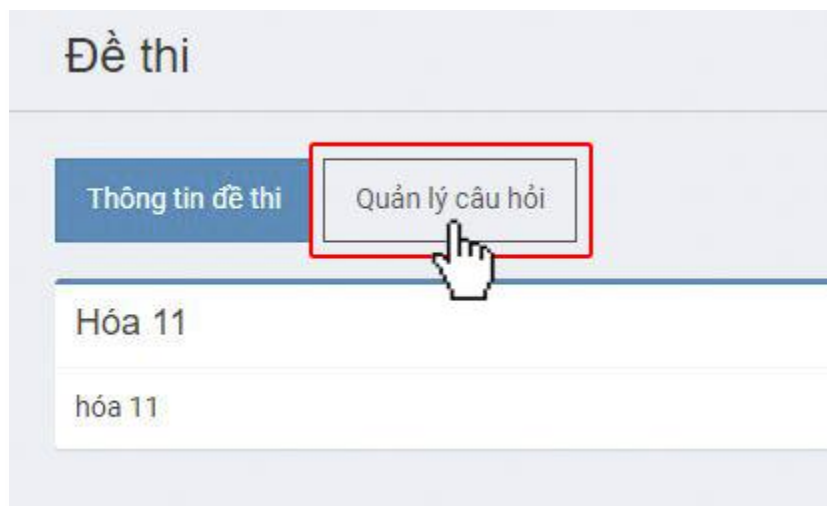 Đề thi
Thông tin đề thi Quản lý câu hỏi
Hóa 11
hóa 11